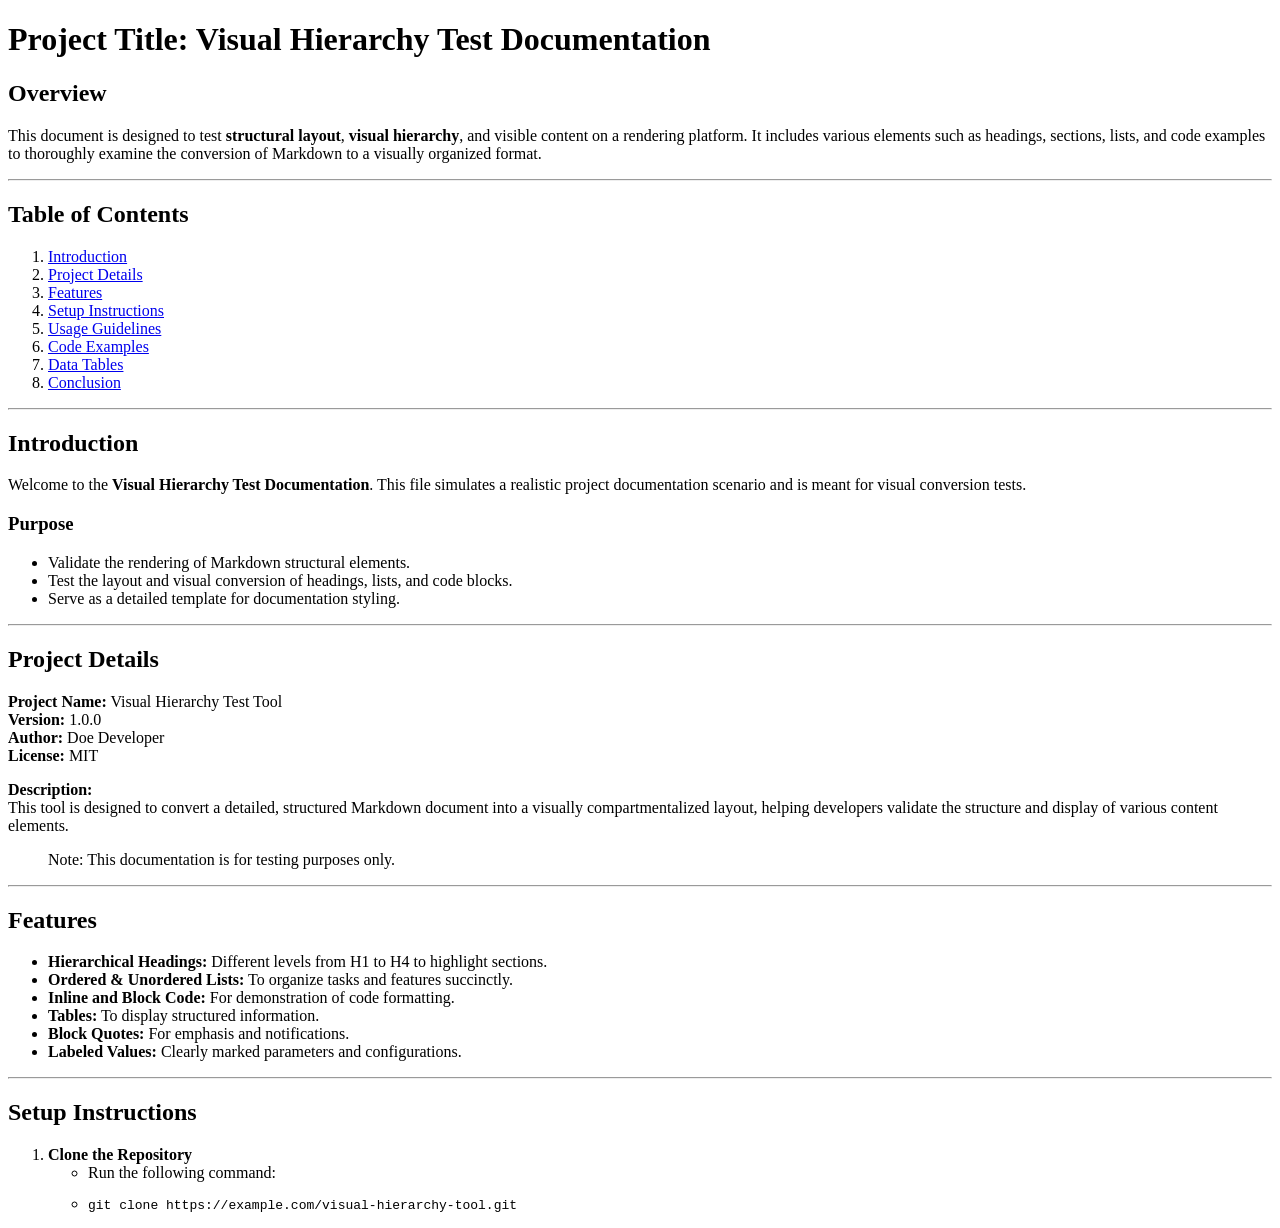 Project Title: Visual Hierarchy Test Documentation
Overview
This document is designed to test structural layout, visual hierarchy, and visible content on a rendering platform. It includes various elements such as headings, sections, lists, and code examples
to thoroughly examine the conversion of Markdown to a visually organized format.
Table of Contents
1. Introduction
2. Project Details
3. Features
4. Setup Instructions
5. Usage Guidelines
6. Code Examples
7. Data Tables
8. Conclusion
Introduction
Welcome to the Visual Hierarchy Test Documentation. This file simulates a realistic project documentation scenario and is meant for visual conversion tests.
Purpose
• Validate the rendering of Markdown structural elements.
• Test the layout and visual conversion of headings, lists, and code blocks.
• Serve as a detailed template for documentation styling.
Project Details
Project Name: Visual Hierarchy Test Tool
Version: 1.0.0
Author: Doe Developer
License: MIT
Description:
This tool is designed to convert a detailed, structured Markdown document into a visually compartmentalized layout, helping developers validate the structure and display of various content
elements.
Note: This documentation is for testing purposes only.
Features
• Hierarchical Headings: Different levels from H1 to H4 to highlight sections.
• Ordered & Unordered Lists: To organize tasks and features succinctly.
• Inline and Block Code: For demonstration of code formatting.
• Tables: To display structured information.
• Block Quotes: For emphasis and notifications.
• Labeled Values: Clearly marked parameters and configurations.
Setup Instructions
1. Clone the Repository
◦ Run the following command:
◦ git clone https://example.com/visual-hierarchy-tool.git